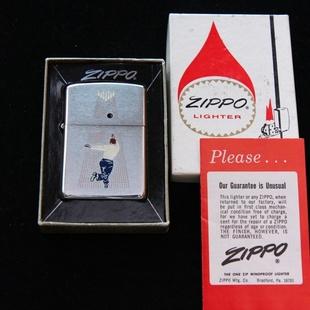 ZIPPO
ZIPPO®
LIGHTER
Please...
Our Guarantee is Unusual
This lighter or any ZIPPO, when
returned to our factory, will
be put in first class mechanical
condition free of charge,
for we have yet to charge a
cent for the repair of a ZIPPO
regardless of age or condition.
THE FINISH, HOWEVER, IS
NOT GUARANTEED.
ZIPPO®
THE ONE ZIP WINDPROOF LIGHTER
ZIPPO Mfg. Co. Bradford, Pa. 16701